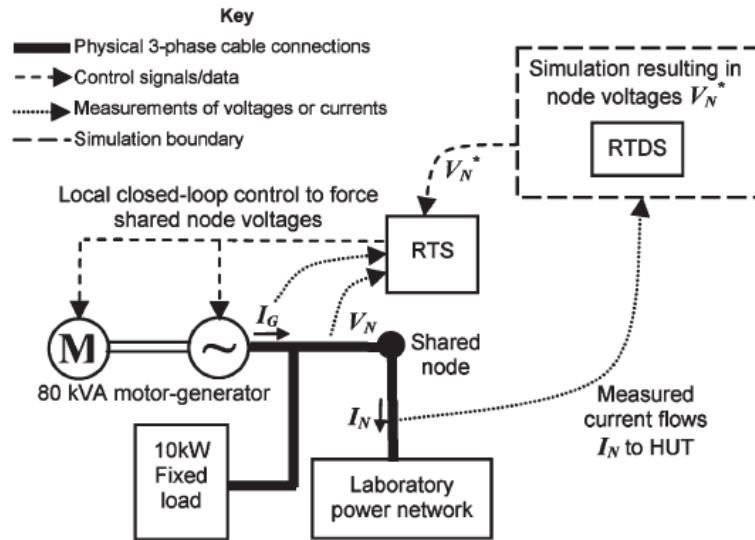 Key
Physical 3-phase cable connections
Control signals/data
Measurements of voltages or currents
Simulation boundary
Simulation resulting in
node voltages V_N*
RTDS
V_N*
Local closed-loop control to force
shared node voltages
RTS
I_G
V_N
M
~
Shared
node
80 kVA motor-generator
I_N
Measured
current flows
I_N to HUT
10kW
Fixed
load
Laboratory
power network